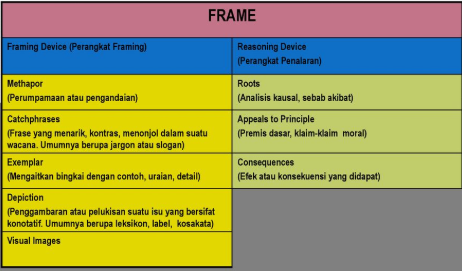 FRAME
Framing Device (Perangkat Framing)
Reasoning Device
(Perangkat Penalaran)
Methapor
(Perumpamaan atau pengandaian)
Roots
(Analisis kausal, sebab akibat)
Catchphrases
(Frase yang menarik, kontras, menonjol dalam suatu
wacana. Umumnya berupa jargon atau slogan)
Appeals to Principle
(Premis dasar, klaim-klaim  moral)
Exemplar
(Mengaitkan bingkai dengan contoh, uraian, detail)
Consequences
(Efek atau konsekuensi yang didapat)
Depiction
(Penggambaran atau pelukisan suatu isu yang bersifat
konotatif. Umumnya berupa leksikon, label,  kosakata)
Visual Images